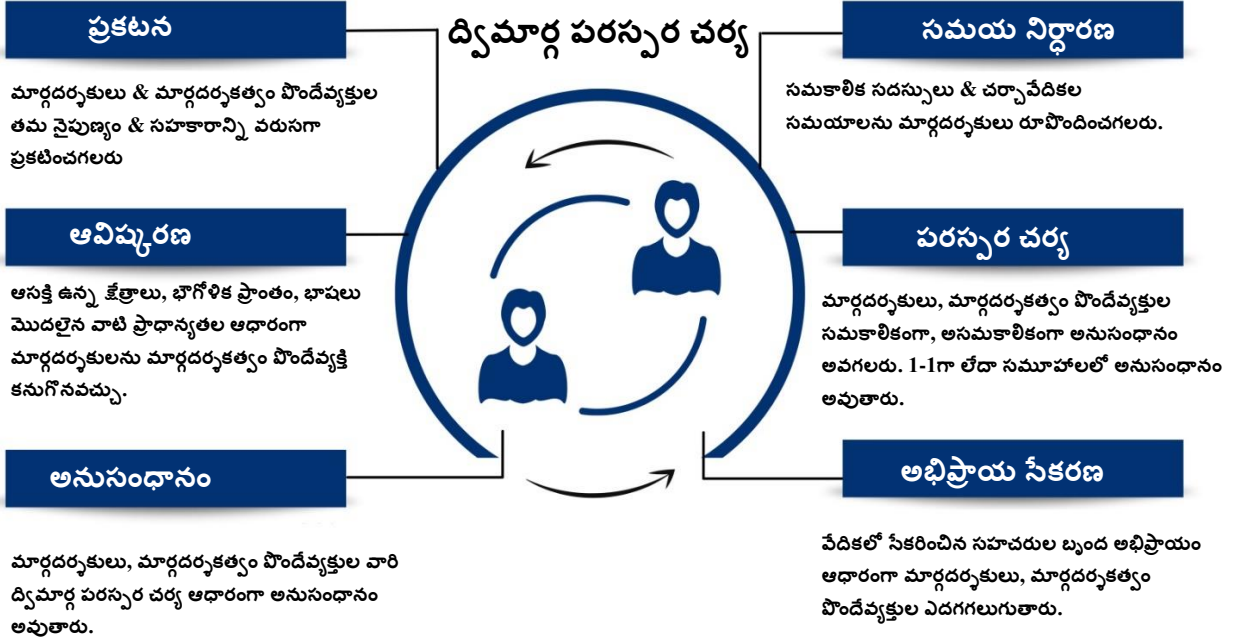 ద్విమార్గ పరస్పర చర్య
ప్రకటన
మార్గదర్శకులు & మార్గదర్శకత్వం పొందేవ్యక్తుల
తమ నైపుణ్యం & సహకారాన్ని వరుసగా
ప్రకటించగలరు
ఆవిష్కరణ
ఆసక్తి ఉన్న క్షేత్రాలు, భౌగోళిక ప్రాంతం, భాషలు
మొదలైన వాటి ప్రాధాన్యతల ఆధారంగా
మార్గదర్శకులను మార్గదర్శకత్వం పొందేవ్యక్తి
కనుగొనవచ్చు.
అనుసంధానం
మార్గదర్శకులు, మార్గదర్శకత్వం పొందేవ్యక్తుల వారి
ద్విమార్గ పరస్పర చర్య ఆధారంగా అనుసంధానం
అవుతారు.
సమయ నిర్ధారణ
సమకాలిక సదస్సులు & చర్చావేదికల
సమయాలను మార్గదర్శకులు రూపొందించగలరు.
పరస్పర చర్య
మార్గదర్శకులు, మార్గదర్శకత్వం పొందేవ్యక్తుల
సమకాలికంగా, అసమకాలికంగా అనుసంధానం
అవగలరు. 1-1గా లేదా సమూహాలలో అనుసంధానం
అవుతారు.
అభిప్రాయ సేకరణ
వేదికలో సేకరించిన సహచరుల బృంద అభిప్రాయం
ఆధారంగా మార్గదర్శకులు, మార్గదర్శకత్వం
పొందేవ్యక్తుల ఎదగగలుగుతారు.